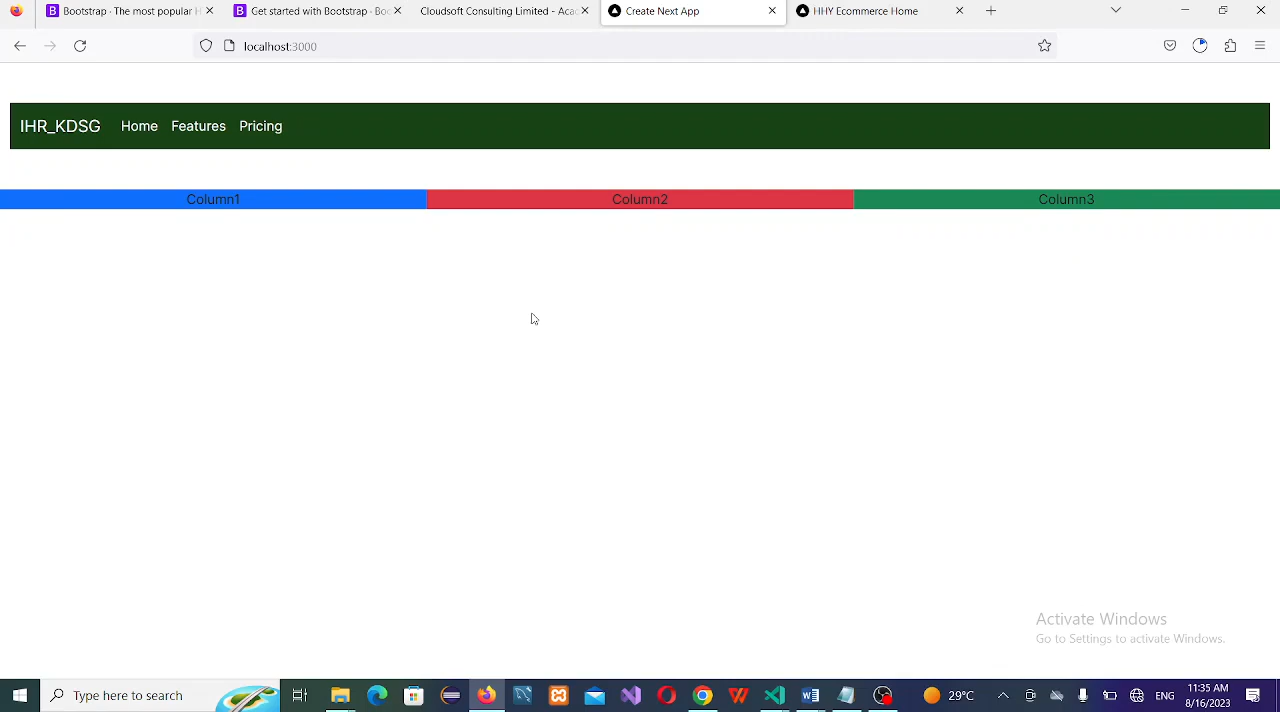 Bootstrap · The most popular H
Get started with Bootstrap · Boo
Cloudsoft Consulting Limited - Aca
Create Next App
HHY Ecommerce Home
localhost:3000
IHR_KDSG Home Features Pricing
Column1 Column2 Column3
Activate Windows
Go to Settings to activate Windows.
Type here to search
29°C
ENG
11:35 AM
8/16/2023